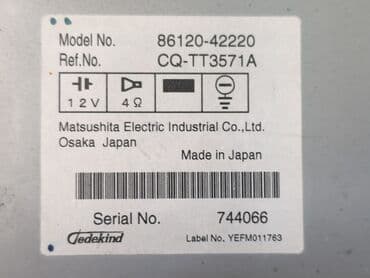 Model No. 86120-42220
Ref.No. CQ-TT3571A
12V 4Ω
Matsushita Electric Industrial Co.,Ltd.
Osaka Japan
Made in Japan
Serial No. 744066
Jedekind Label No. YEFM011763